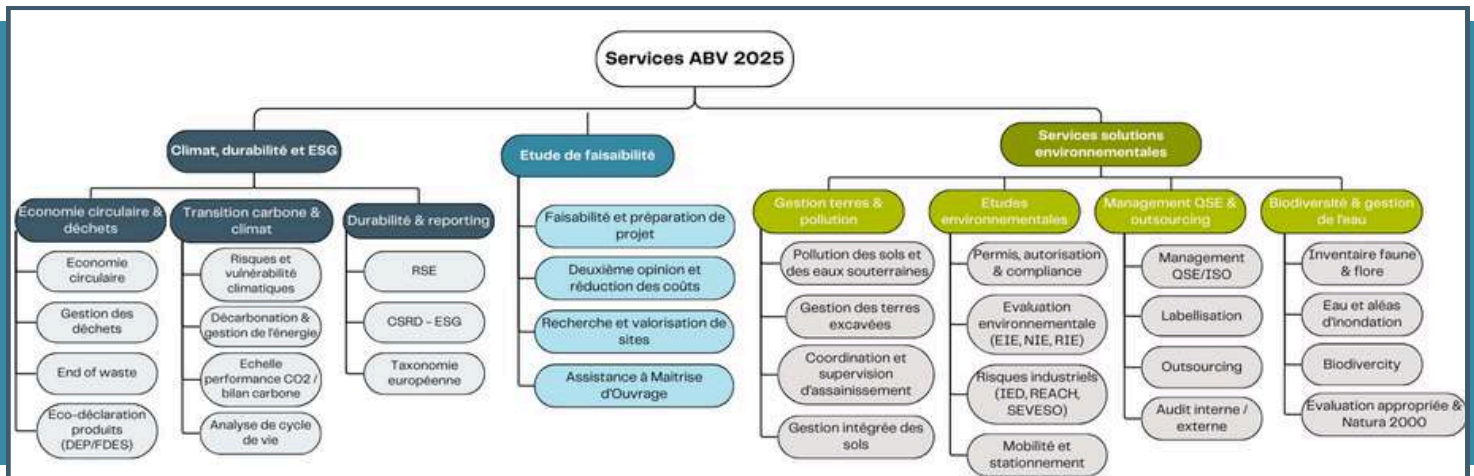 Services ABV 2025
Climat, durabilité et ESG
Economie circulaire &
déchets
Economie
circulaire
Gestion des
déchets
End of waste
Éco-déclaration
produits
(DEP/FDES)
Transition carbone &
climat
Risques et
vulnérabilité
climatiques
Décarbonation &
gestion de l'énergie
Echelle
performance CO2 /
bilan carbone
Analyse de cycle
de vie
Durabilité & reporting
RSE
CSRD - ESG
Taxonomie
européenne
Etude de faisaibilité
Faisabilité et préparation de
projet
Deuxième opinion et
réduction des coûts
Recherche et valorisation de
sites
Assistance à Maitrise
d'Ouvrage
Services solutions
environnementales
Gestion terres &
pollution
Pollution des sols et
des eaux souterraines
Gestion des terres
excavées
Coordination et
supervision
d'assainissement
Gestion intégrée des
sols
Etudes
environementales
Permis, autorisation
& compliance
Evaluation
environnementale
(EIE, NIE, RIE)
Risques industriels
(IED, REACH,
SEVESO)
Mobilité et
stationnement
Management QSE &
outsourcing
Management
QSE/ISO
Labellisation
Outsourcing
Audit interne /
externe
Biodiversité & gestion
de l'eau
Inventaire faune
& flore
Eau et aléas
d'inondation
Biodivercity
Évaluation appropriée &
Natura 2000